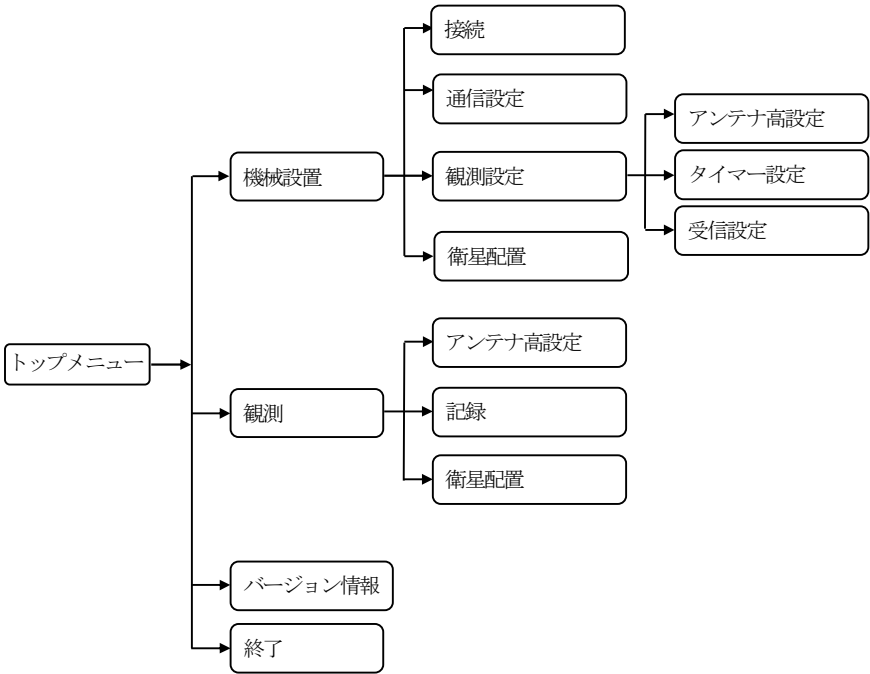 トップメニュー
機械設置
接続
通信設定
観測設定
アンテナ高設定
タイマー設定
受信設定
衛星配置
観測
アンテナ高設定
記録
衛星配置
バージョン情報
終了